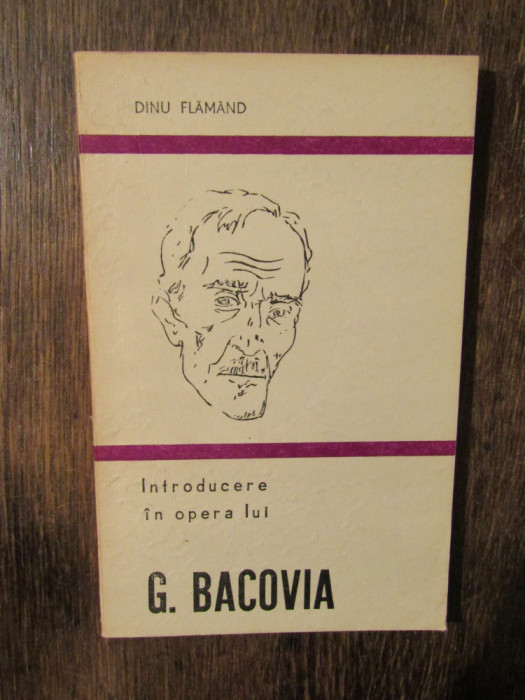 DINU FLĂMÂND
Introducere
în opera lui
G. BACOVIA